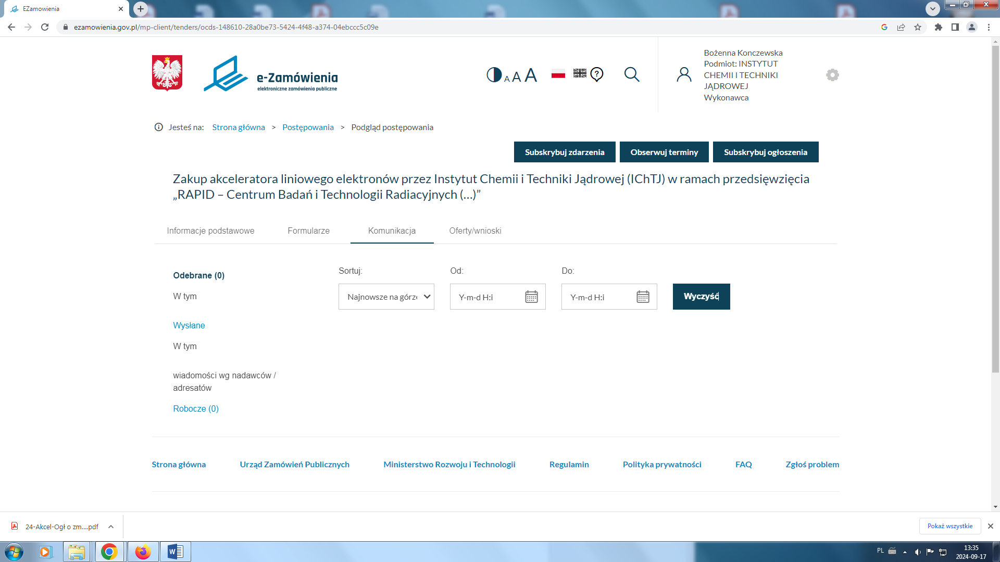 EZamowienia
ezamowienia.gov.pl/mp-client/tenders/ocds-148610-28a0be73-5424-4f48-a374-04ebccc5c09e
e-Zamówienia
elektroniczne zamówienia publiczne
A A A
?
Bożenna Konczewska
Podmiot: INSTYTUT
CHEMII I TECHNIKI
JĄDROWEJ
Wykonawca
Jesteś na: Strona główna > Postępowania > Podgląd postępowania
Subskrybuj zdarzenia Obserwuj terminy Subskrybuj ogłoszenia
Zakup akceleratora liniowego elektronów przez Instytut Chemii i Techniki Jądrowej (IChTJ) w ramach przedsięwzięcia
„RAPID – Centrum Badań i Technologii Radiacyjnych (...)”
Informacje podstawowe Formularze Komunikacja Oferty/wnioski
Odebrane (0)
W tym
Wysłane
W tym
wiadomości wg nadawców /
adresatów
Robocze (0)
Sortuj: Od: Do:
Najnowsze na górze Y-m-d H:i Y-m-d H:i Wyczyść
Strona główna Urząd Zamówień Publicznych Ministerstwo Rozwoju i Technologii Regulamin Polityka prywatności FAQ Zgłoś problem
24-Akcel-Ogł o zm....pdf
Pokaż wszystkie
PL
13:35
2024-09-17